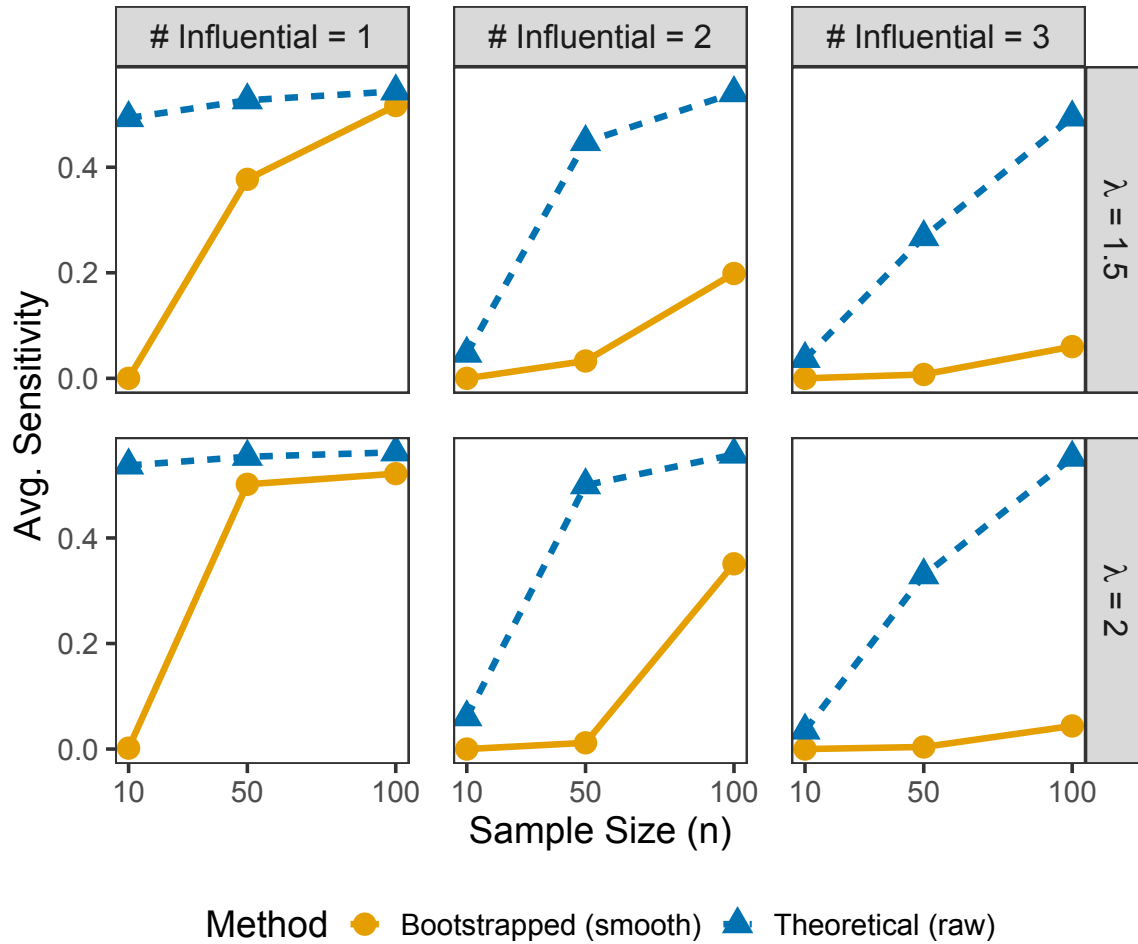 # Influential = 1
# Influential = 2
# Influential = 3
λ = 1.5
λ = 2
Avg. Sensitivity
0.4
0.2
0.0
0.4
0.2
0.0
10 50 100
10 50 100
10 50 100
Sample Size (n)
Method Bootstrapped (smooth) Theoretical (raw)